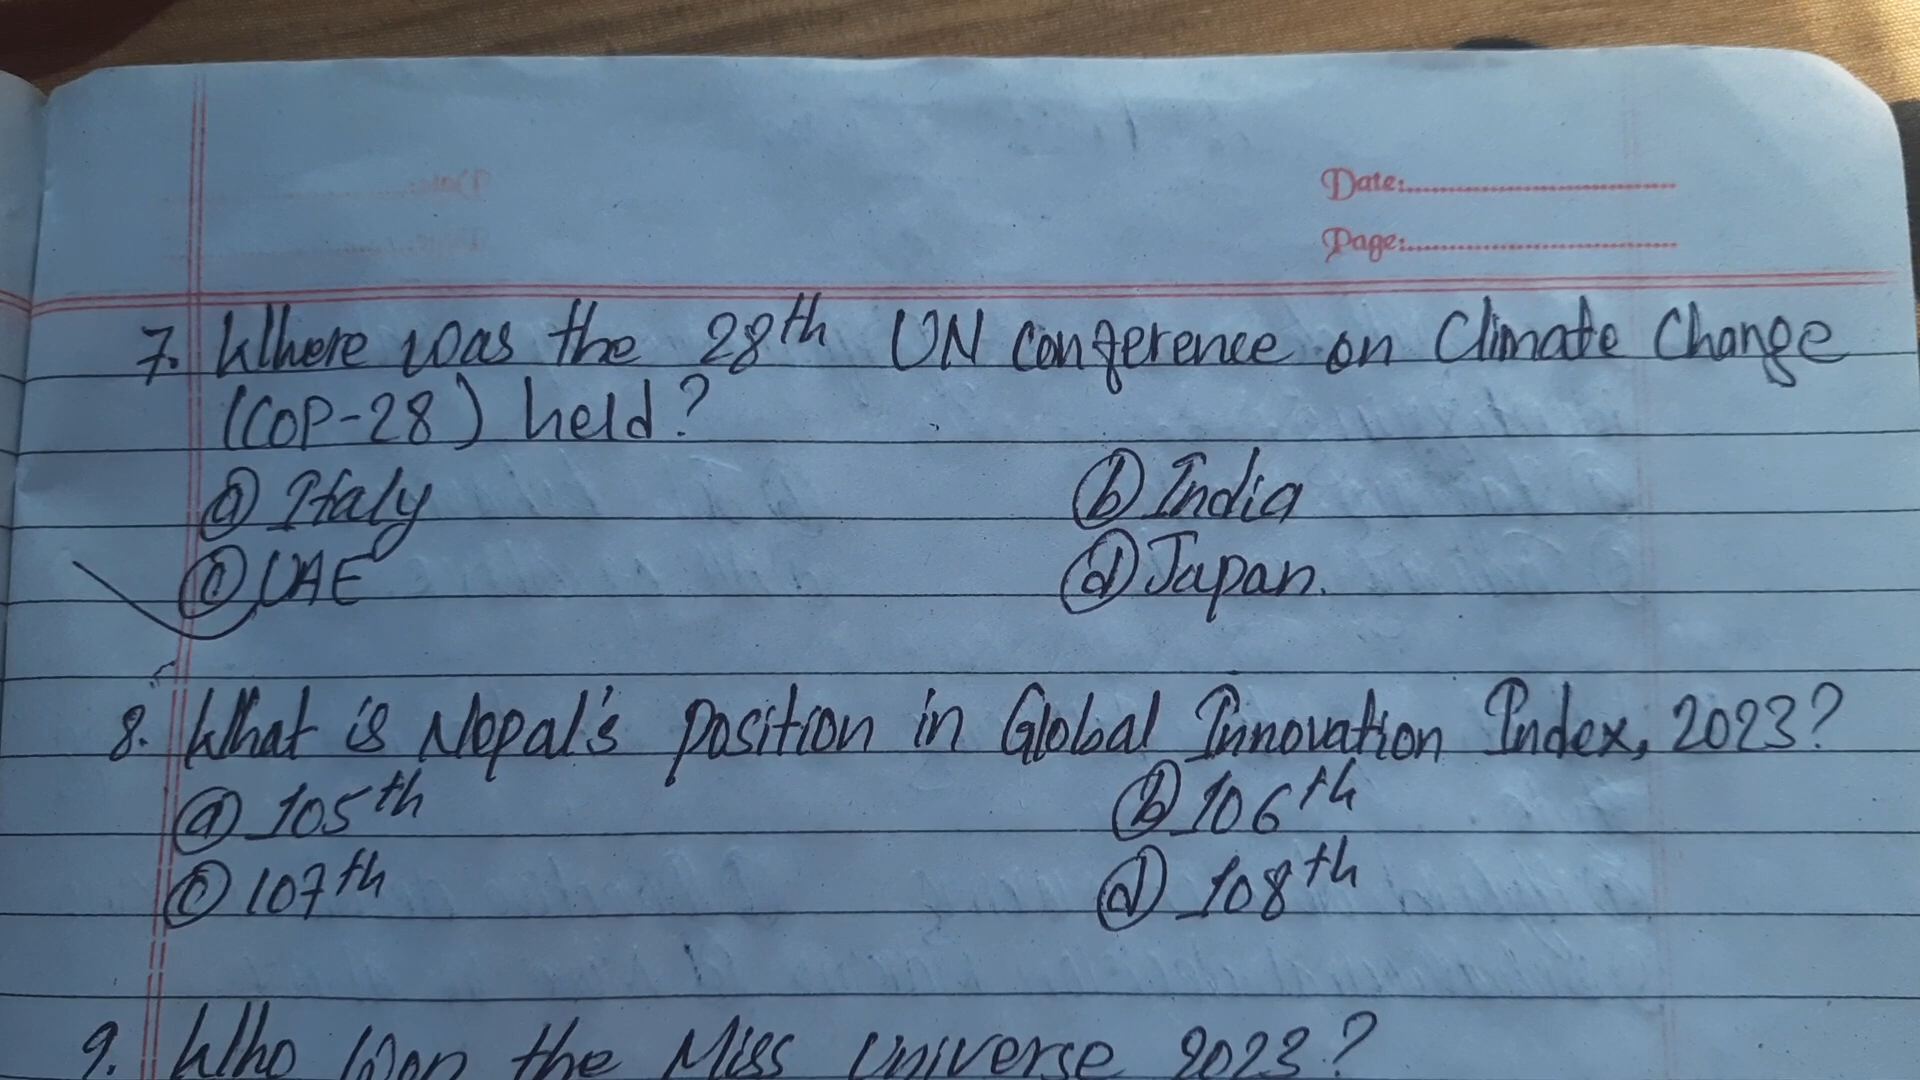 Date:
Page:
7. Where was the 28th UN conference on Climate Change
(COP-28) held?
a) Italy b) India
c) UAE d) Japan.
8. What is Nepal's position in Global Innovation Index, 2023?
a) 105th b) 106th
c) 107th d) 108th
9. Who won the Miss Universe 2023?